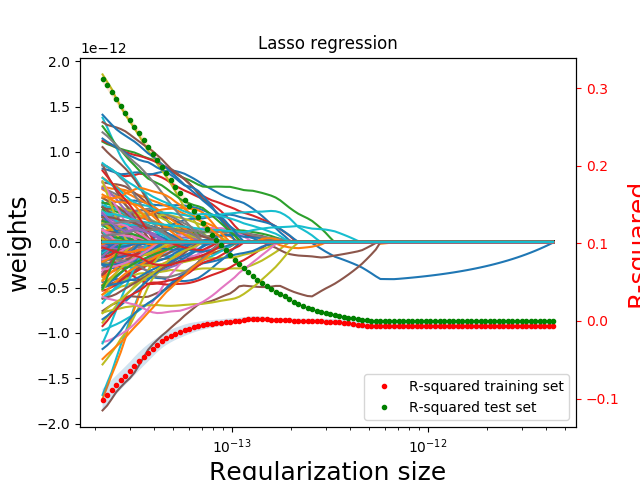 Lasso regression
1e−12
2.0
1.5
1.0
0.5
0.0
−0.5
−1.0
−1.5
−2.0
weights
0.3
0.2
0.1
0.0
−0.1
R-squared
R-squared training set
R-squared test set
10⁻¹³
10⁻¹²
Regularization size